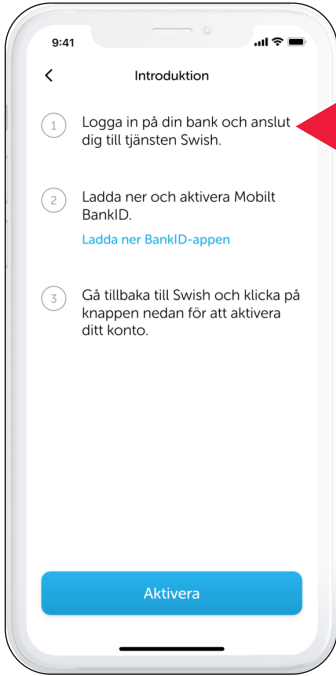 9:41
Introduktion
1 Logga in på din bank och anslut
dig till tjänsten Swish.
2 Ladda ner och aktivera Mobilt
BankID.
Ladda ner BankID-appen
3 Gå tillbaka till Swish och klicka på
knappen nedan för att aktivera
ditt konto.
Aktivera